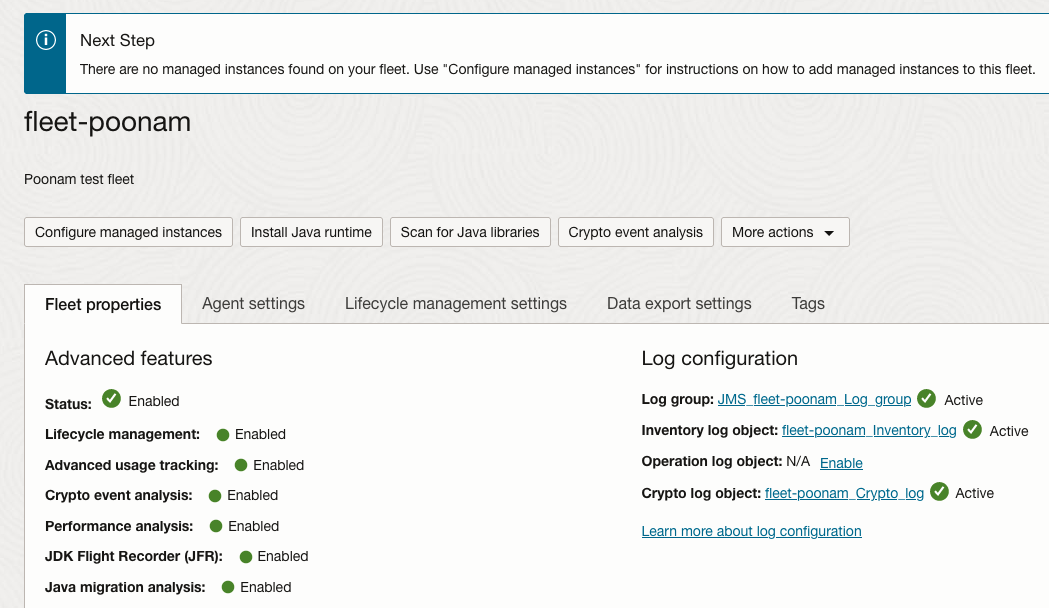 Next Step
There are no managed instances found on your fleet. Use "Configure managed instances" for instructions on how to add managed instances to this fleet.
fleet-poonam
Poonam test fleet
Configure managed instances
Install Java runtime
Scan for Java libraries
Crypto event analysis
More actions
Fleet properties
Agent settings
Lifecycle management settings
Data export settings
Tags
Advanced features
Status: Enabled
Lifecycle management: Enabled
Advanced usage tracking: Enabled
Crypto event analysis: Enabled
Performance analysis: Enabled
JDK Flight Recorder (JFR): Enabled
Java migration analysis: Enabled
Log configuration
Log group: JMS_fleet-poonam_Log_group Active
Inventory log object: fleet-poonam_Inventory_log Active
Operation log object: N/A Enable
Crypto log object: fleet-poonam_Crypto_log Active
Learn more about log configuration